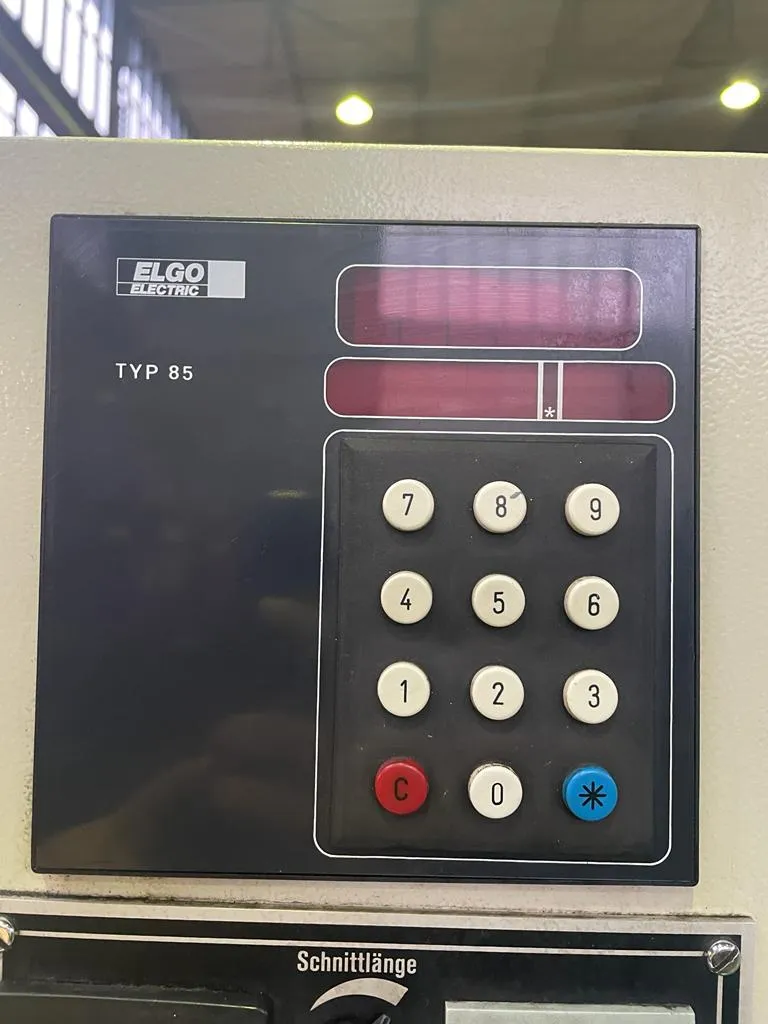 ELGO
ELECTRIC
TYP 85
*
7 8 9
4 5 6
1 2 3
C 0 *
Schnittlänge